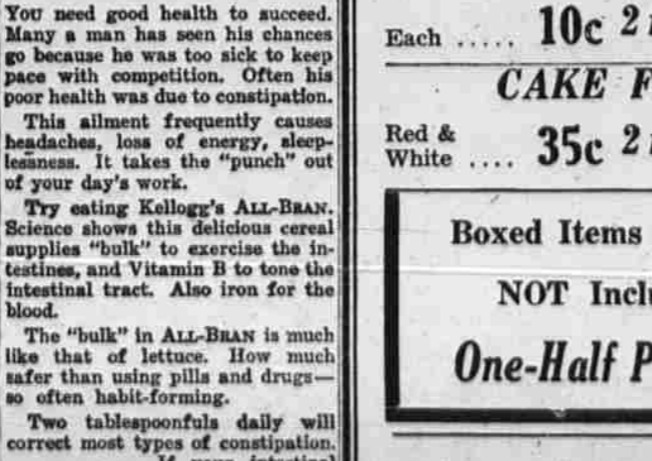 YOU need good health to succeed.
Many a man has seen his chances
go because he was too sick to keep
pace with competition. Often his
poor health was due to constipation.
This ailment frequently causes
headaches, loss of energy, sleep-
lessness. It takes the "punch" out
of your day's work.
Try eating Kellogg's ALL-BRAN.
Science shows this delicious cereal
supplies "bulk" to exercise the in-
testines, and Vitamin B to tone the
intestinal tract. Also iron for the
blood.
The "bulk" in ALL-BRAN is much
like that of lettuce. How much
safer than using pills and drugs—
so often habit-forming.
Two tablespoonfuls daily will
correct most types of constipation.
Each ..... 10c 2
CAKE F
Red &
White .... 35c 2
Boxed Items
NOT Inclu
One-Half P